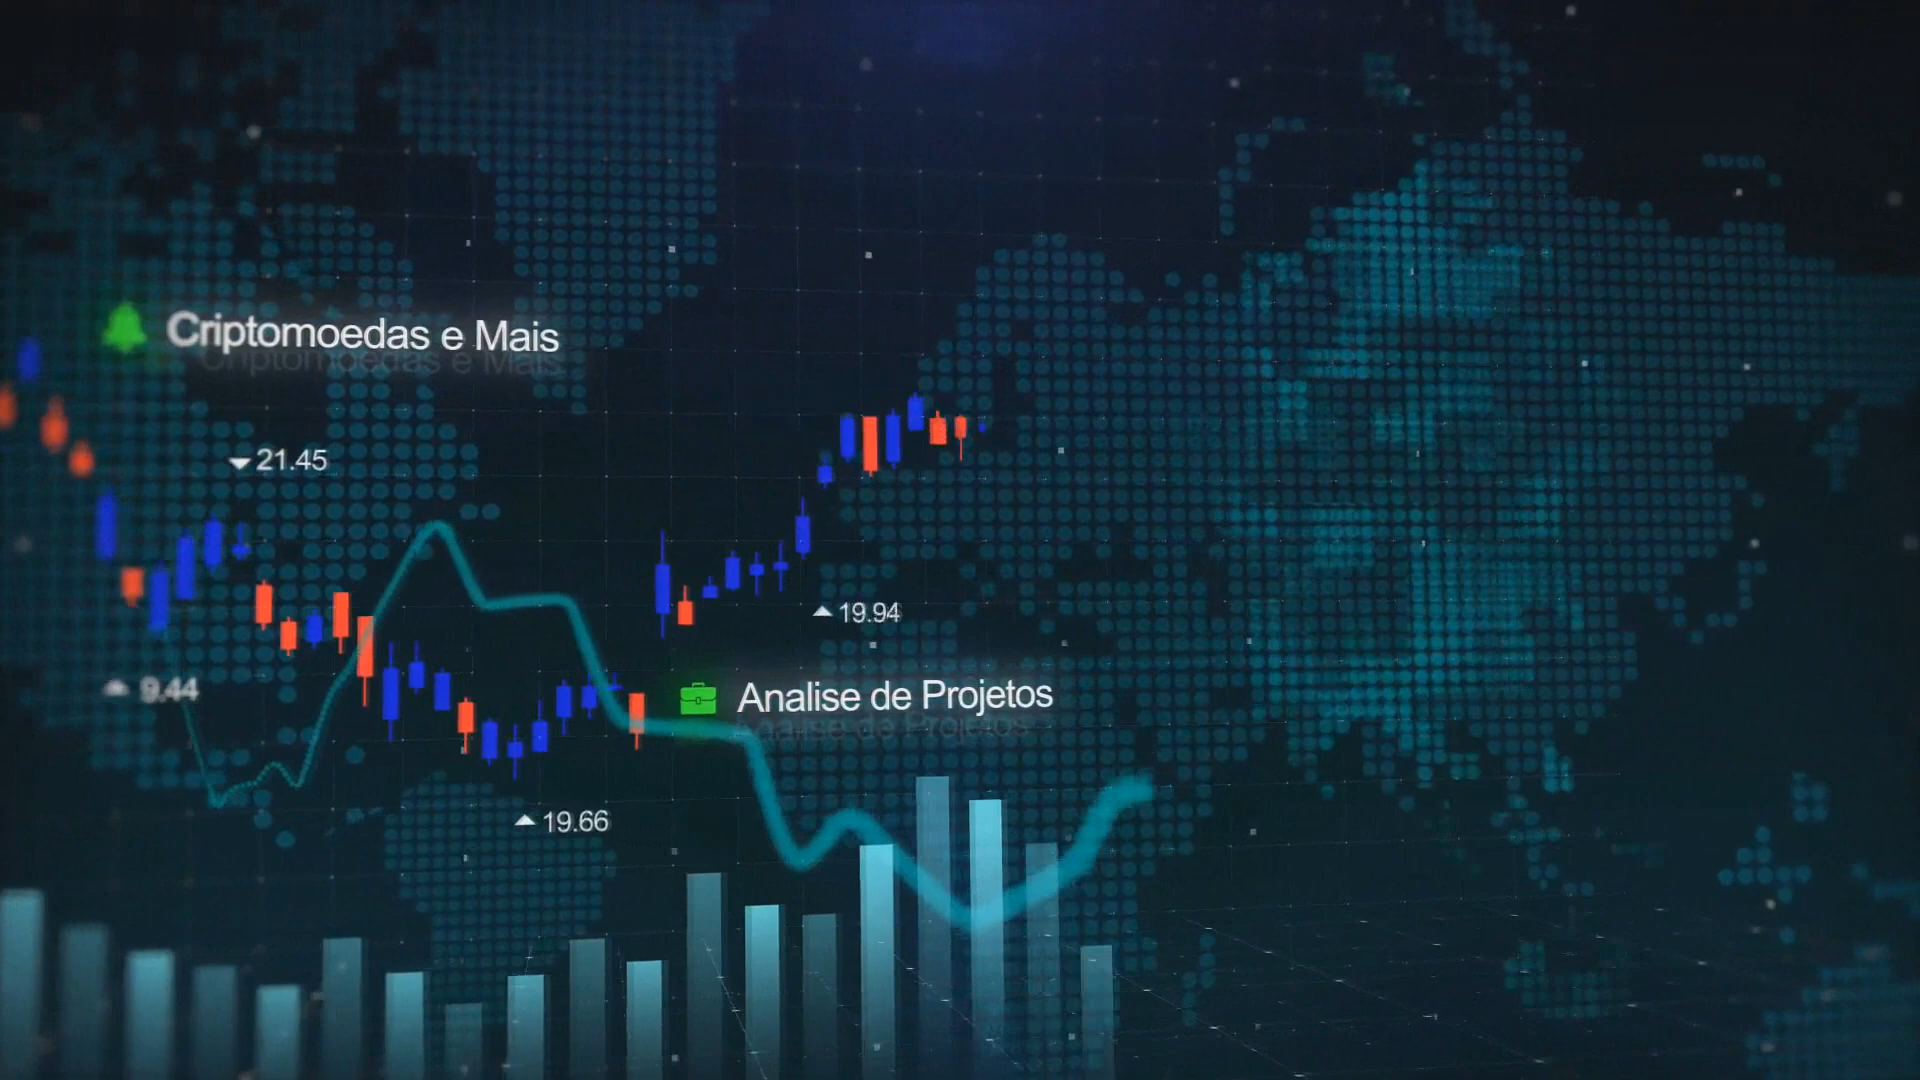 Criptomoedas e Mais
21.45
19.94
9.44
Analise de Projetos
19.66